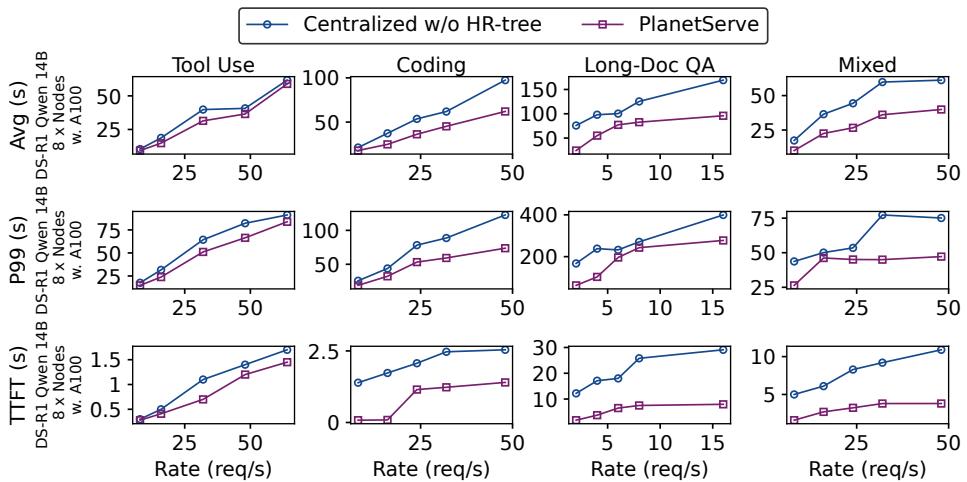 Centralized w/o HR-tree PlanetServe
Tool Use Coding Long-Doc QA Mixed
Avg (s)
DS-R1 Qwen 14B
8 x Nodes
w. A100
50
25
25 50
100
50
25 50
150
100
50
5 10 15
50
25
25 50
P99 (s)
DS-R1 Qwen 14B
8 x Nodes
w. A100
75
50
25
25 50
100
50
25 50
400
200
5 10 15
75
50
25
25 50
TTFT (s)
DS-R1 Qwen 14B
8 x Nodes
w. A100
1.5
1
0.5
25 50
2.5
0
25 50
30
20
10
5 10 15
10
5
25 50
Rate (req/s) Rate (req/s) Rate (req/s) Rate (req/s)